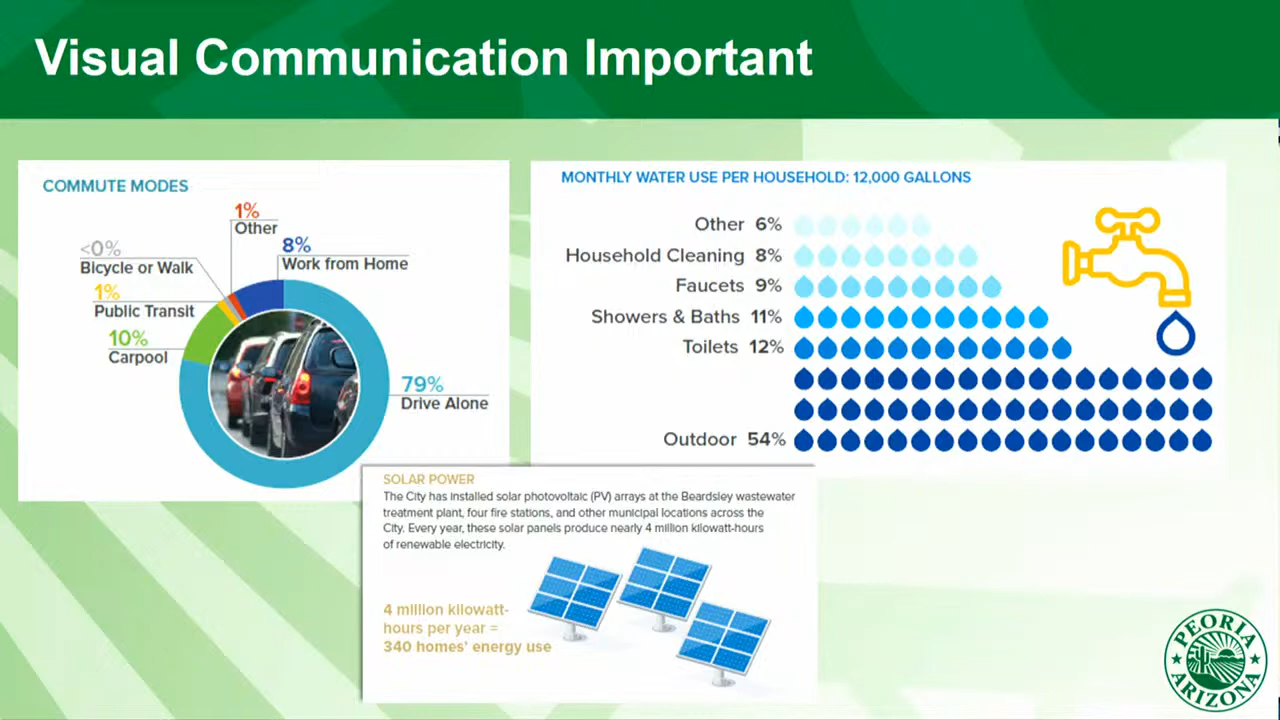 Visual Communication Important
COMMUTE MODES
1%
Other
8%
Work from Home
<0%
Bicycle or Walk
1%
Public Transit
10%
Carpool
79%
Drive Alone
MONTHLY WATER USE PER HOUSEHOLD: 12,000 GALLONS
Other 6%
Household Cleaning 8%
Faucets 9%
Showers & Baths 11%
Toilets 12%
Outdoor 54%
SOLAR POWER
The City has installed solar photovoltaic (PV) arrays at the Beardsley wastewater
treatment plant, four fire stations, and other municipal locations across the
City. Every year, these solar panels produce nearly 4 million kilowatt-hours
of renewable electricity.
4 million kilowatt-
hours per year =
340 homes' energy use
PEORIA
ARIZONA